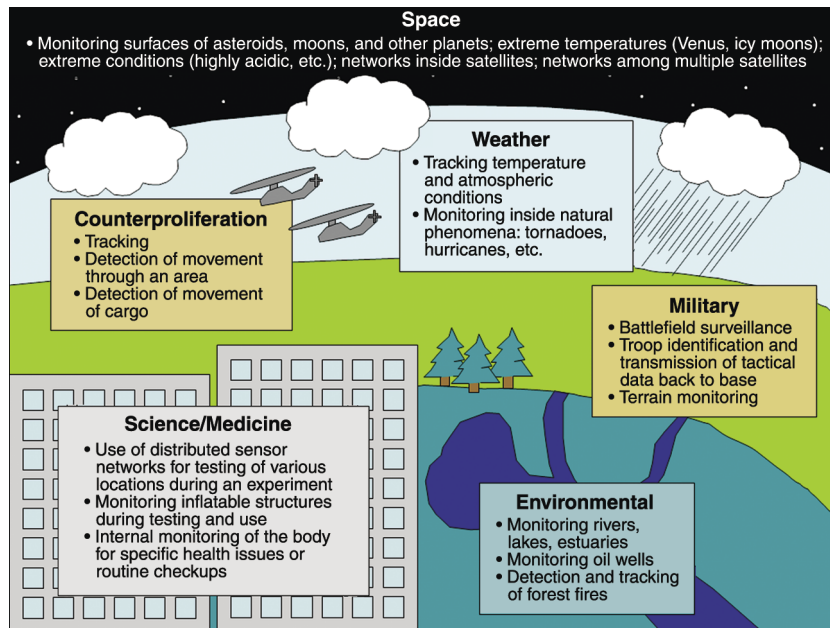 Space
• Monitoring surfaces of asteroids, moons, and other planets; extreme temperatures (Venus, icy moons);
extreme conditions (highly acidic, etc.); networks inside satellites; networks among multiple satellites
Weather
• Tracking temperature
and atmospheric
conditions
• Monitoring inside natural
phenomena: tornadoes,
hurricanes, etc.
Counterproliferation
• Tracking
• Detection of movement
through an area
• Detection of movement
of cargo
Military
• Battlefield surveillance
• Troop identification and
transmission of tactical
data back to base
• Terrain monitoring
Science/Medicine
• Use of distributed sensor
networks for testing of various
locations during an experiment
• Monitoring inflatable structures
during testing and use
• Internal monitoring of the body
for specific health issues or
routine checkups
Environmental
• Monitoring rivers,
lakes, estuaries
• Monitoring oil wells
• Detection and tracking
of forest fires